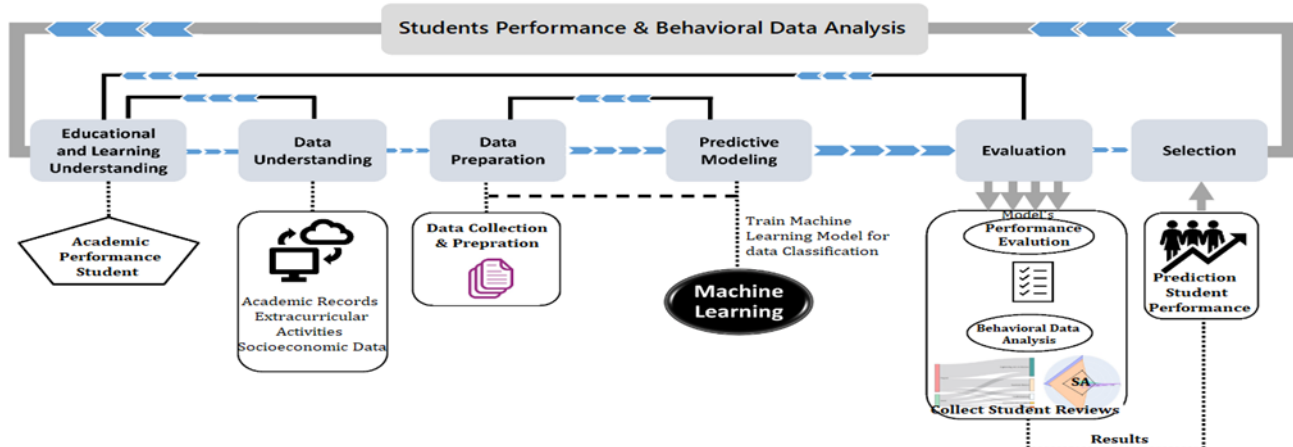 Students Performance & Behavioral Data Analysis
Educational
and Learning
Understanding
Data
Understanding
Data
Preparation
Predictive
Modeling
Evaluation
Selection
Academic
Performance
Student
Academic Records
Extracurricular
Activities
Socioeconomic Data
Data Collection
& Prepration
Train Machine
Learning Model for
data Classification
Machine
Learning
Model's
Performance
Evalution
Behavioral Data
Analysis
SA
Collect Student Reviews
Prediction
Student
Performance
Results